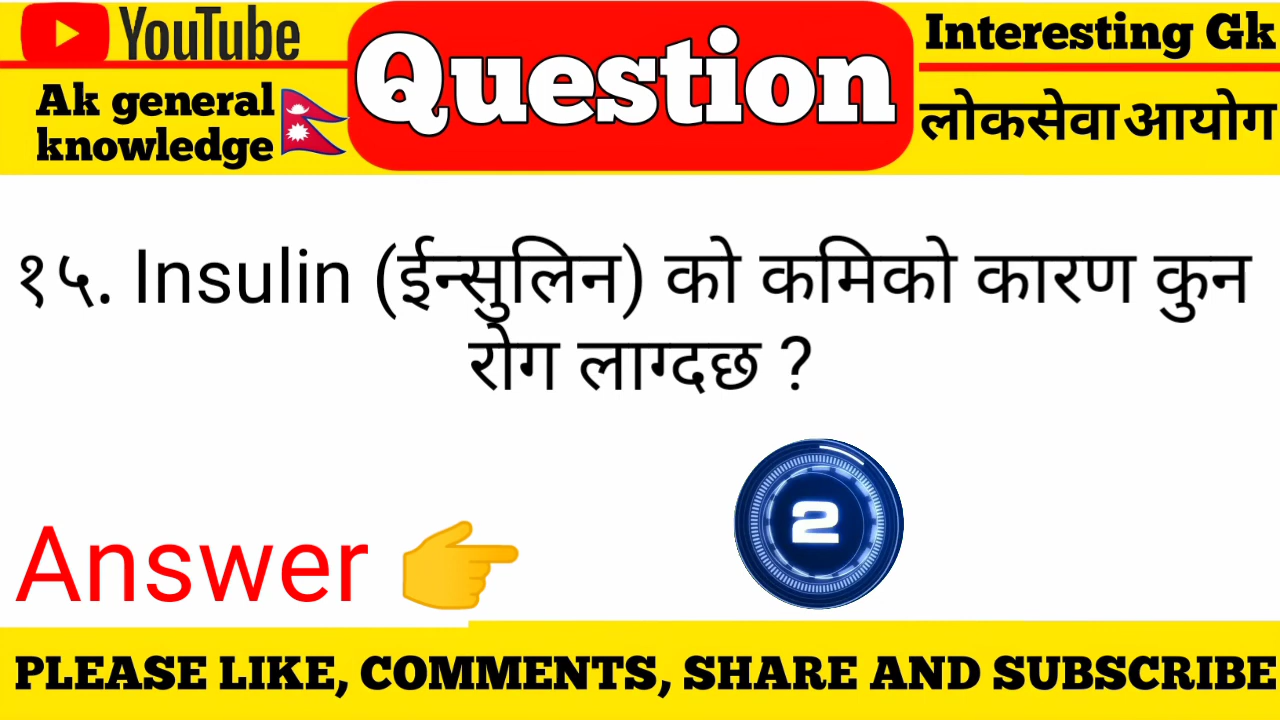 YouTube
Ak general
knowledge
Question
Interesting Gk
लोकसेवा आयोग
१५. Insulin (ईन्सुलिन) को कमिको कारण कुन
रोग लाग्दछ ?
2
Answer
PLEASE LIKE, COMMENTS, SHARE AND SUBSCRIBE